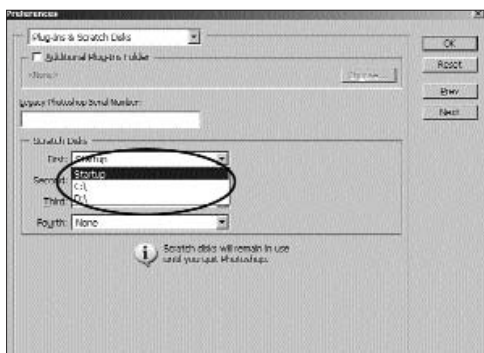 Preferences
Plug-Ins & Scratch Disks
OK
Additional Plug-Ins Folder
Reset
<None>
Choose...
Prev
Legacy Photoshop Serial Number:
Next
Scratch Disks
First: Startup
Startup
Second:
C:\
Third:
D:\
Fourth: None
Scratch disks will remain in use
until you quit Photoshop.